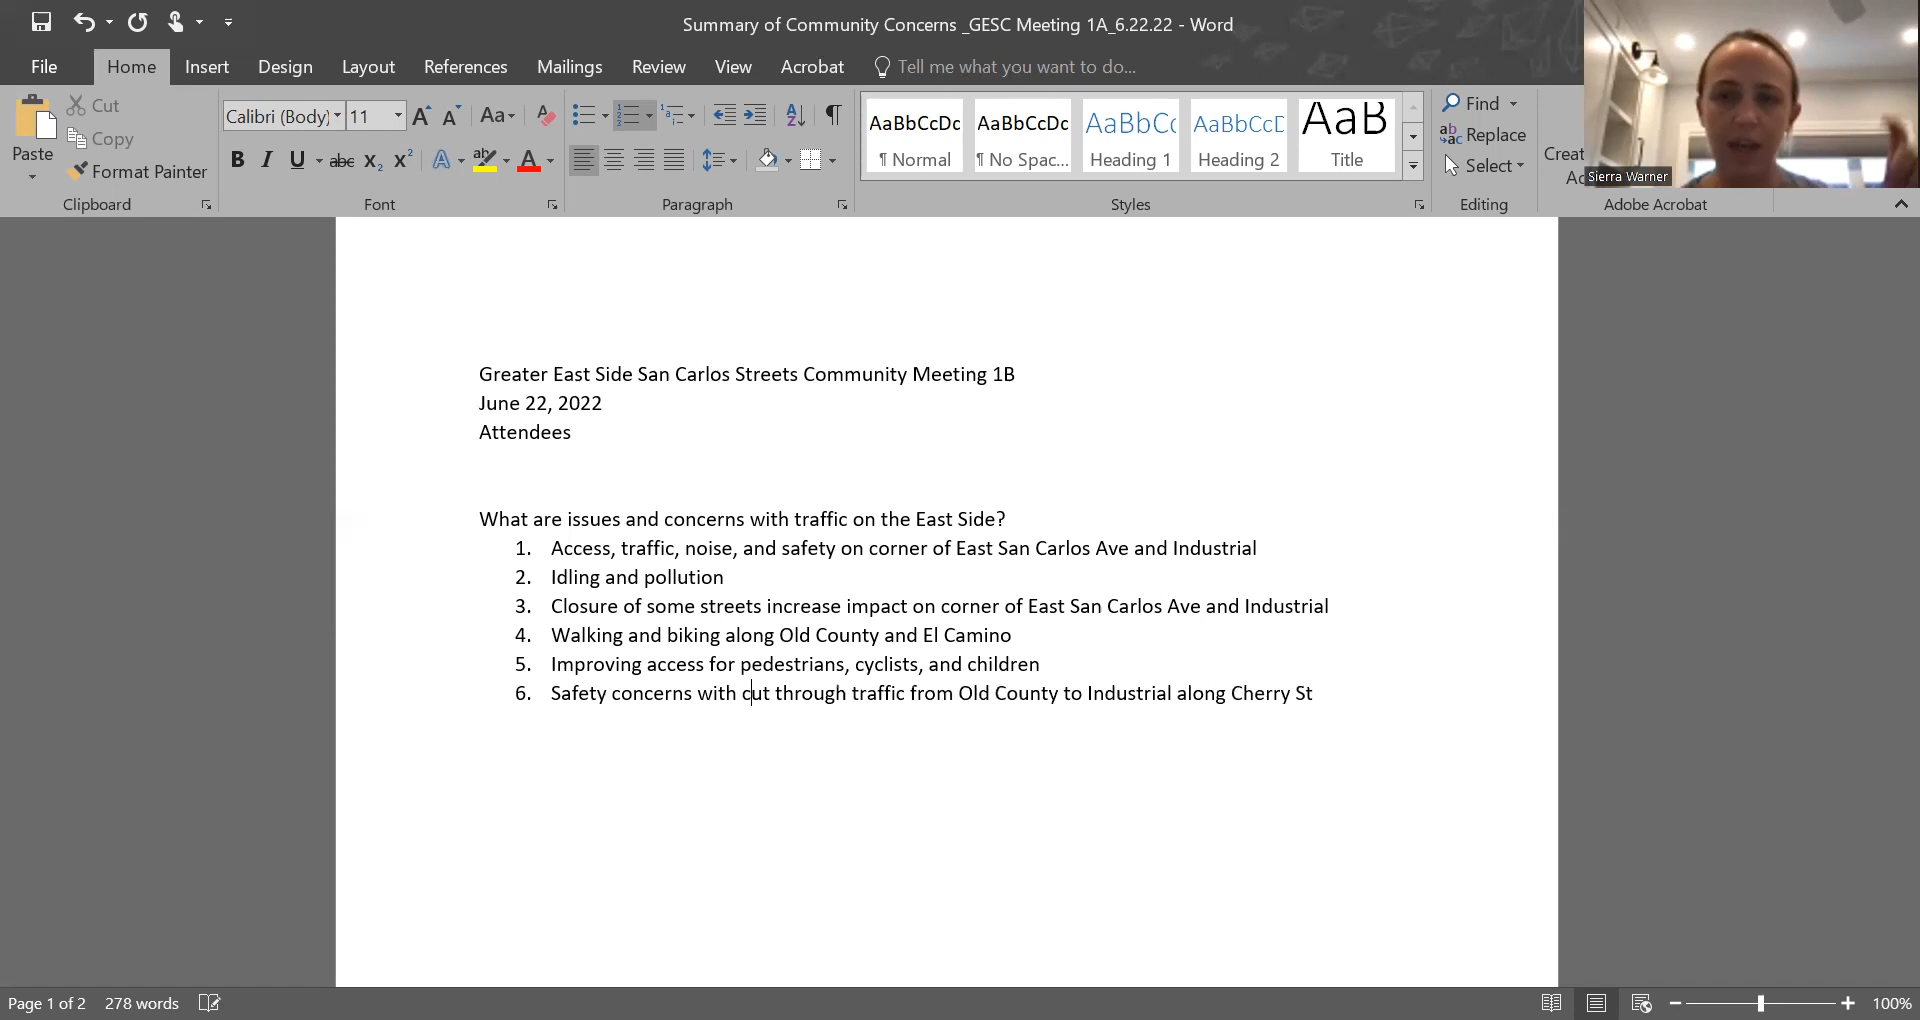 Summary of Community Concerns _GESC Meeting 1A_6.22.22 - Word
File Home Insert Design Layout References Mailings Review View Acrobat Tell me what you want to do...
Paste
Cut
Copy
Format Painter
Clipboard
Calibri (Body) 11
Font
Paragraph
AaBbCcDc AaBbCcDc AaBbCc AaBbCcD AaB
¶ Normal ¶ No Spac... Heading 1 Heading 2 Title
Styles
Find
Replace
Select
Editing
Adobe Acrobat
Sierra Warner
Greater East Side San Carlos Streets Community Meeting 1B
June 22, 2022
Attendees
What are issues and concerns with traffic on the East Side?
1. Access, traffic, noise, and safety on corner of East San Carlos Ave and Industrial
2. Idling and pollution
3. Closure of some streets increase impact on corner of East San Carlos Ave and Industrial
4. Walking and biking along Old County and El Camino
5. Improving access for pedestrians, cyclists, and children
6. Safety concerns with cut through traffic from Old County to Industrial along Cherry St
Page 1 of 2 278 words
100%